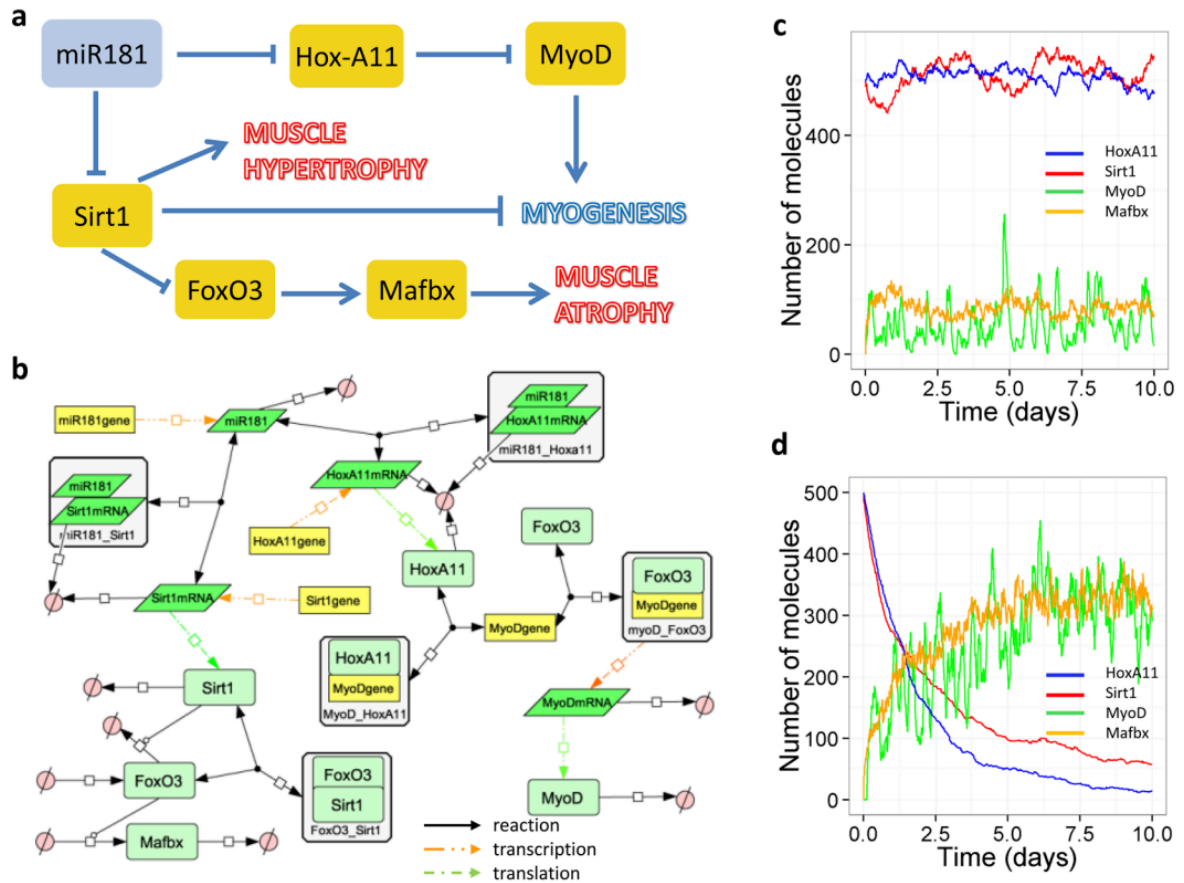 a
miR181
Hox-A11
MyoD
MUSCLE
HYPERTROPHY
Sirt1
MYOGENESIS
FoxO3
Mafbx
MUSCLE
ATROPHY
b
miR181gene
miR181
miR181
HoxA11mRNA
miR181_Hoxa11
miR181
Sirt1mRNA
miR181_Sirt1
HoxA11mRNA
HoxA11gene
FoxO3
HoxA11
FoxO3
MyoDgene
myoD_FoxO3
Sirt1mRNA
Sirt1gene
MyoDgene
HoxA11
MyoDgene
MyoD_HoxA11
Sirt1
MyoDmRNA
FoxO3
FoxO3
Sirt1
FoxO3_Sirt1
MyoD
Mafbx
reaction
transcription
translation
c
Number of molecules
400
200
0
HoxA11
Sirt1
MyoD
Mafbx
0.0 2.5 5.0 7.5 10.0
Time (days)
d
Number of molecules
500
400
300
200
100
0
HoxA11
Sirt1
MyoD
Mafbx
0.0 2.5 5.0 7.5 10.0
Time (days)